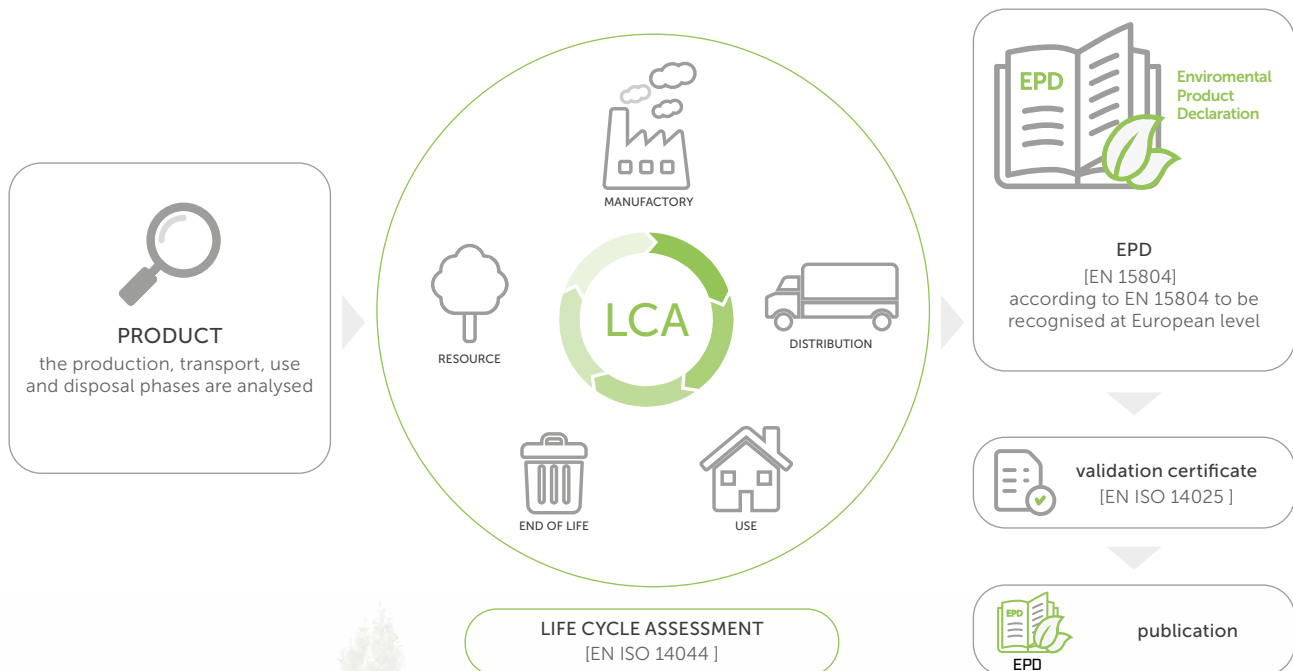 PRODUCT
the production, transport, use
and disposal phases are analysed
MANUFACTORY
RESOURCE
LCA
DISTRIBUTION
END OF LIFE
USE
LIFE CYCLE ASSESSMENT
[EN ISO 14044 ]
EPD
Enviromental
Product
Declaration
EPD
[EN 15804]
according to EN 15804 to be
recognised at European level
validation certificate
[EN ISO 14025 ]
EPD
EPD
publication